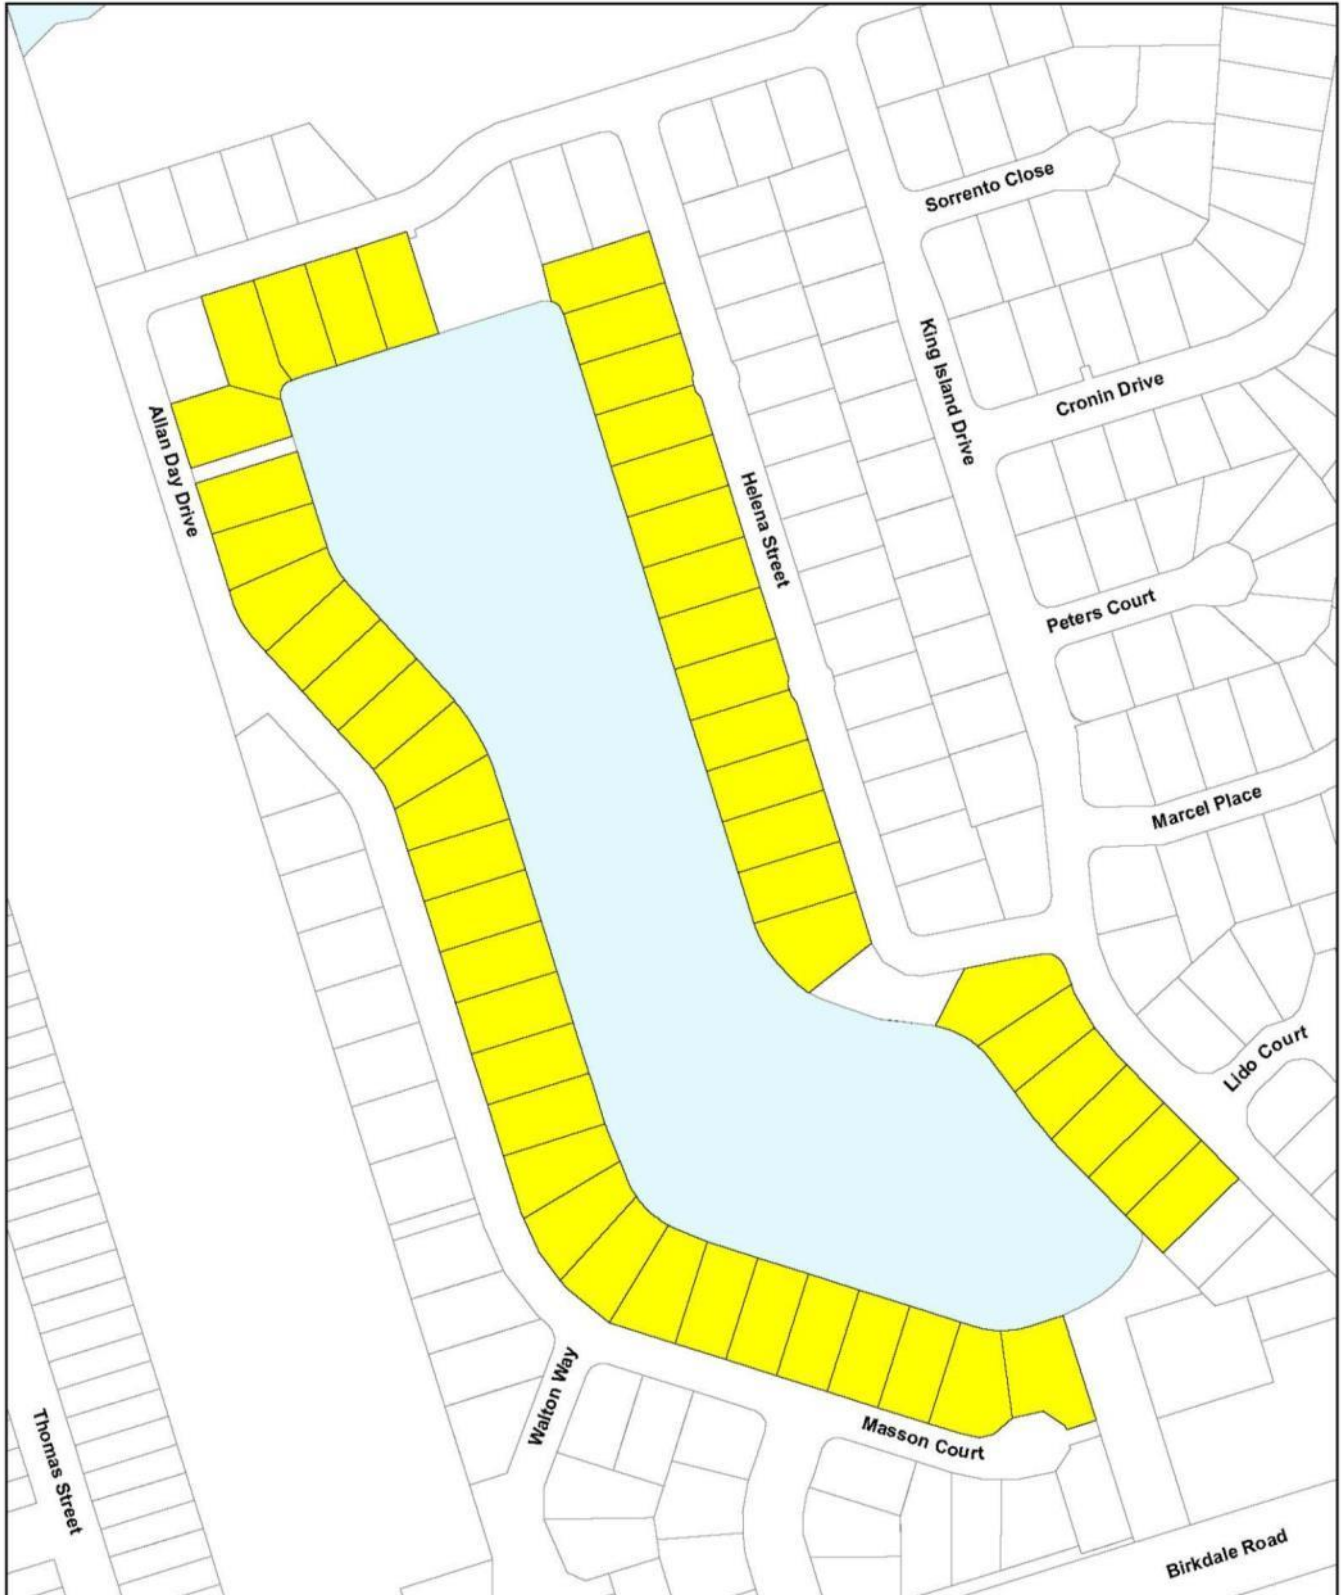 Sorrento Close
King Island Drive
Cronin Drive
Allan Day Drive
Helena Street
Peters Court
Marcel Place
Lido Court
Walton Way
Masson Court
Thomas Street
Birkdale Road